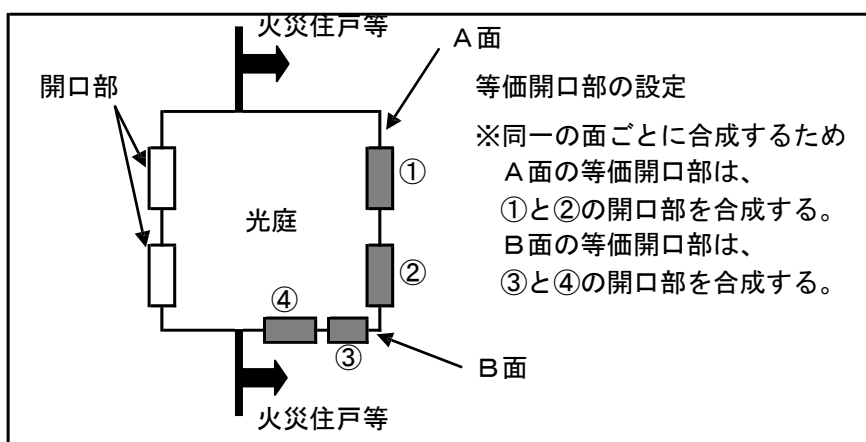 火災住戸等
A面
開口部
等価開口部の設定
※同一の面ごとに合成するため
A面の等価開口部は、
①と②の開口部を合成する。
B面の等価開口部は、
③と④の開口部を合成する。
①
光庭
②
④
③
B面
火災住戸等